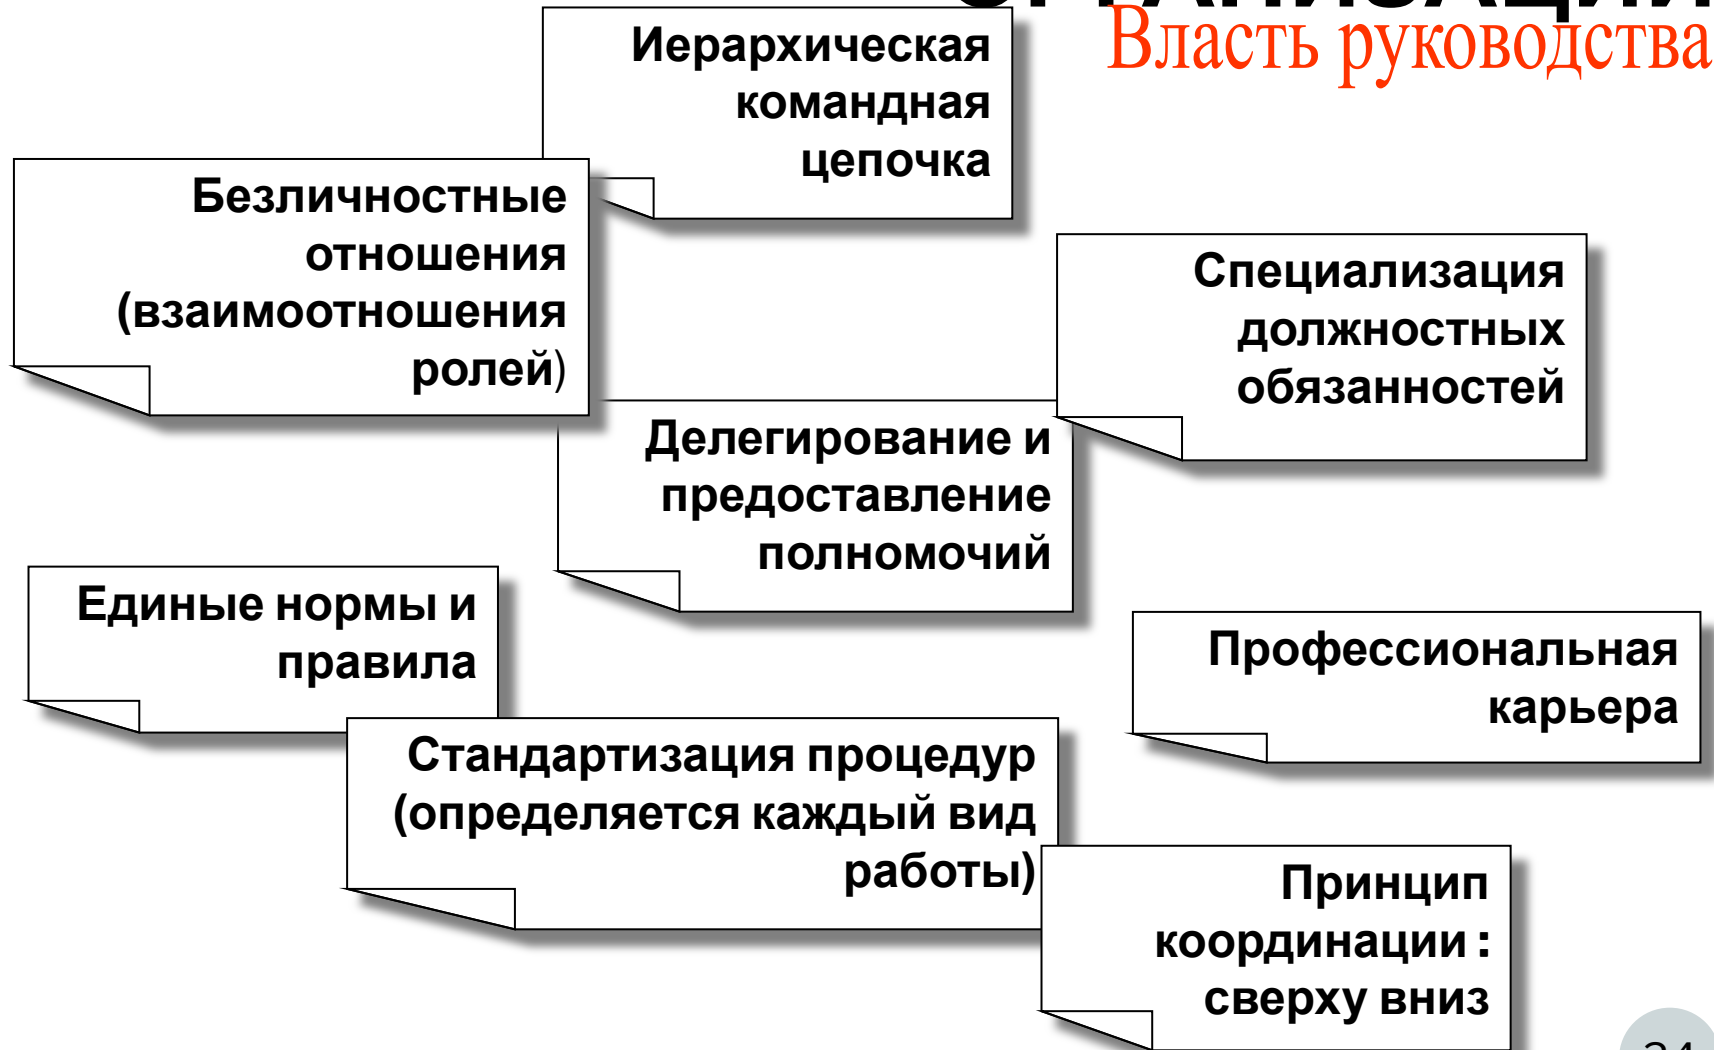 Власть руководства
Иерархическая
командная
цепочка
Безличностные
отношения
(взаимоотношения
ролей)
Специализация
должностных
обязанностей
Делегирование и
предоставление
полномочий
Единые нормы и
правила
Профессиональная
карьера
Стандартизация процедур
(определяется каждый вид
работы)
Принцип
координации :
сверху вниз